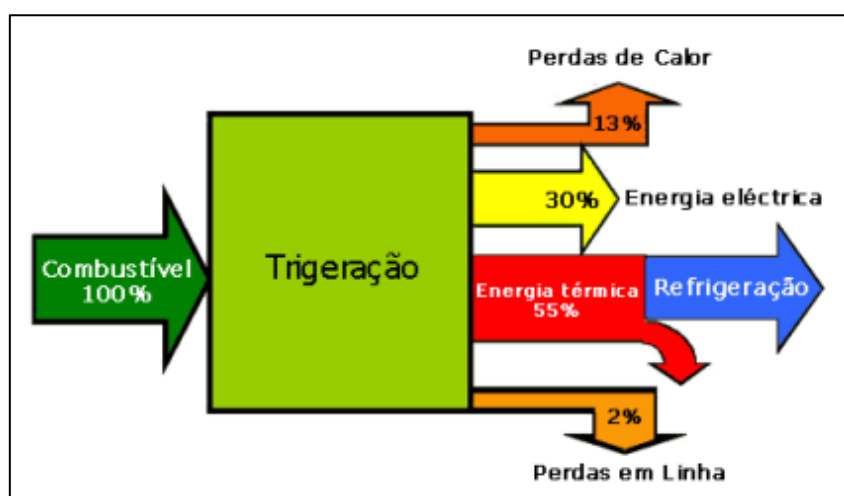 Perdas de Calor
13%
30%
Energia eléctrica
Combustível
100%
Trigeração
Energia térmica
55%
Refrigeração
2%
Perdas em Linha